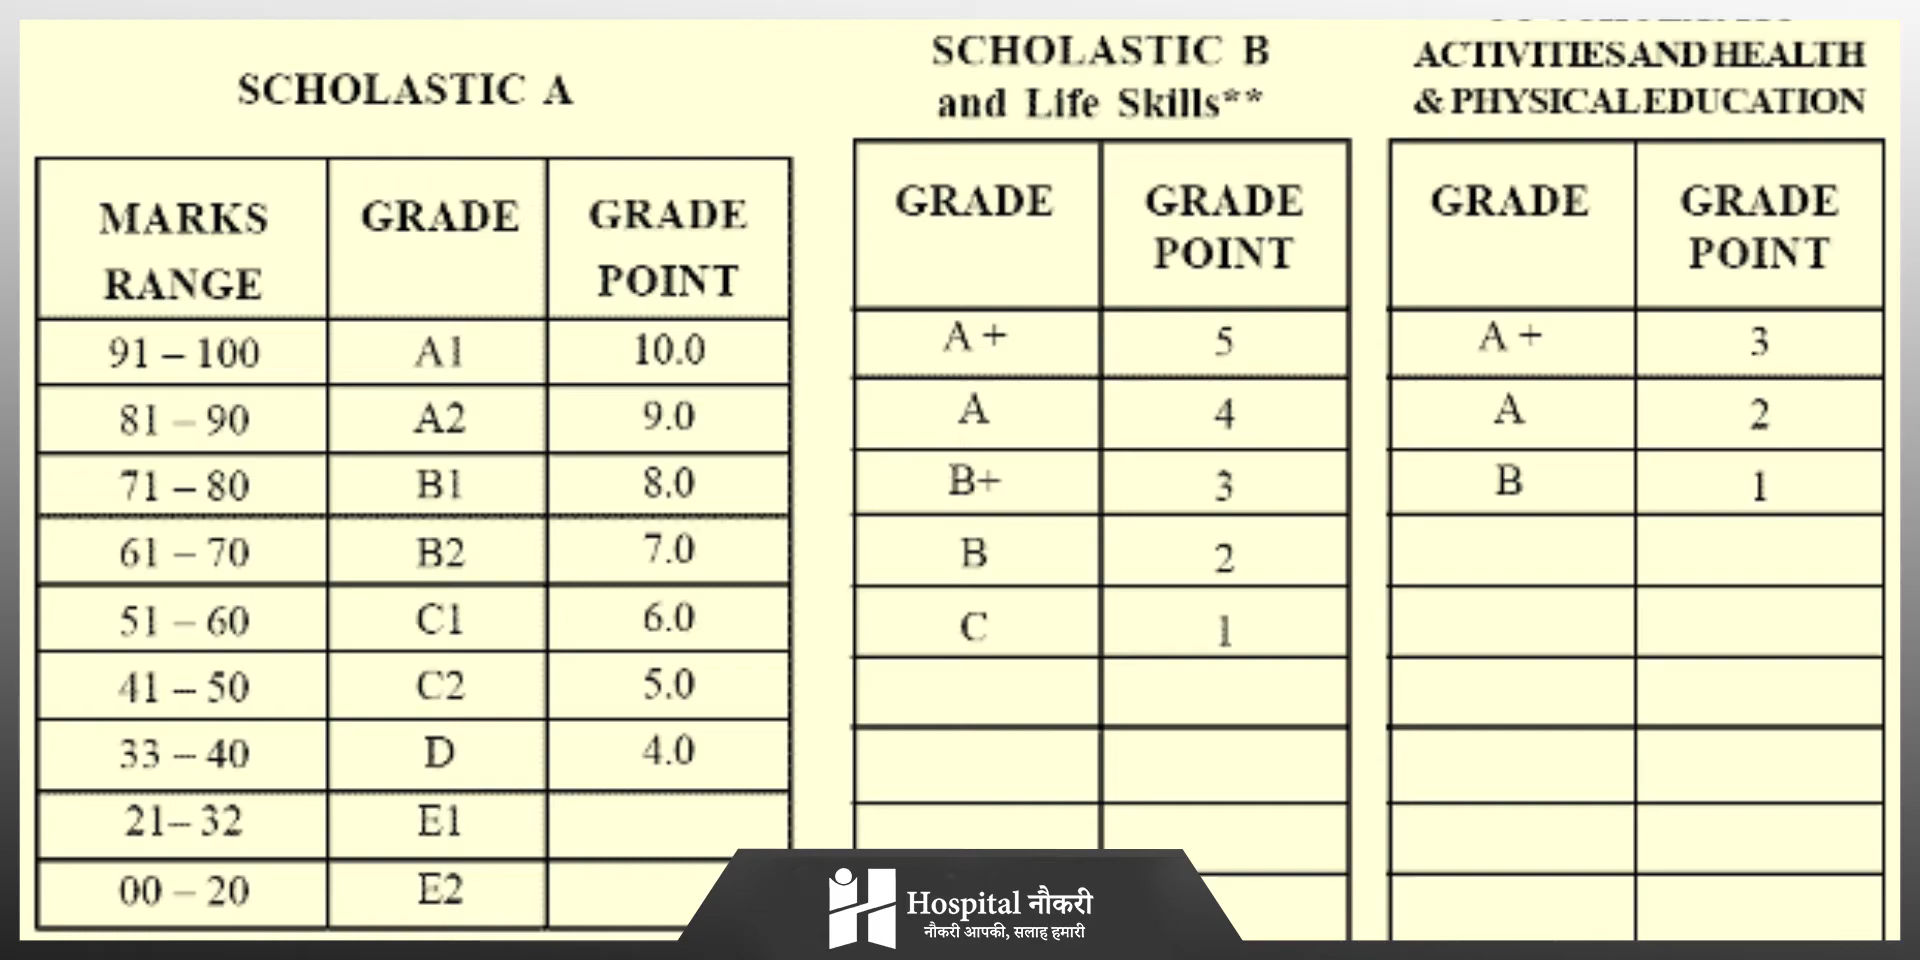 SCHOLASTIC A
MARKS RANGE GRADE GRADE POINT
91 – 100 A1 10.0
81 – 90 A2 9.0
71 – 80 B1 8.0
61 – 70 B2 7.0
51 – 60 C1 6.0
41 – 50 C2 5.0
33 – 40 D 4.0
21– 32 E1
00 – 20 E2
SCHOLASTIC B
and Life Skills**
GRADE GRADE POINT
A + 5
A 4
B+ 3
B 2
C 1
ACTIVITIES AND HEALTH
& PHYSICAL EDUCATION
GRADE GRADE POINT
A + 3
A 2
B 1
Hospital नौकरी
नौकरी आपकी, सलाह हमारी